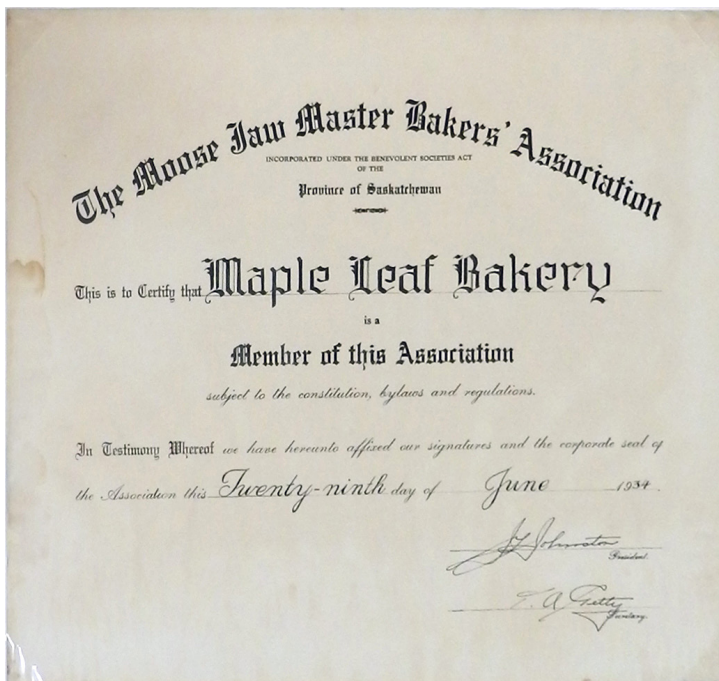 The Moose Jaw Master Bakers' Association
INCORPORATED UNDER THE BENEVOLENT SOCIETIES ACT
OF THE
Province of Saskatchewan
This is to Certify that Maple Leaf Bakery
is a
Member of this Association
subject to the constitution, bylaws and regulations.
In Testimony Whereof we have hereunto affixed our signatures and the corporate seal of
the Association this Twenty-ninth day of June 1934
Johnston
President.
E. A. Getty
Secretary.